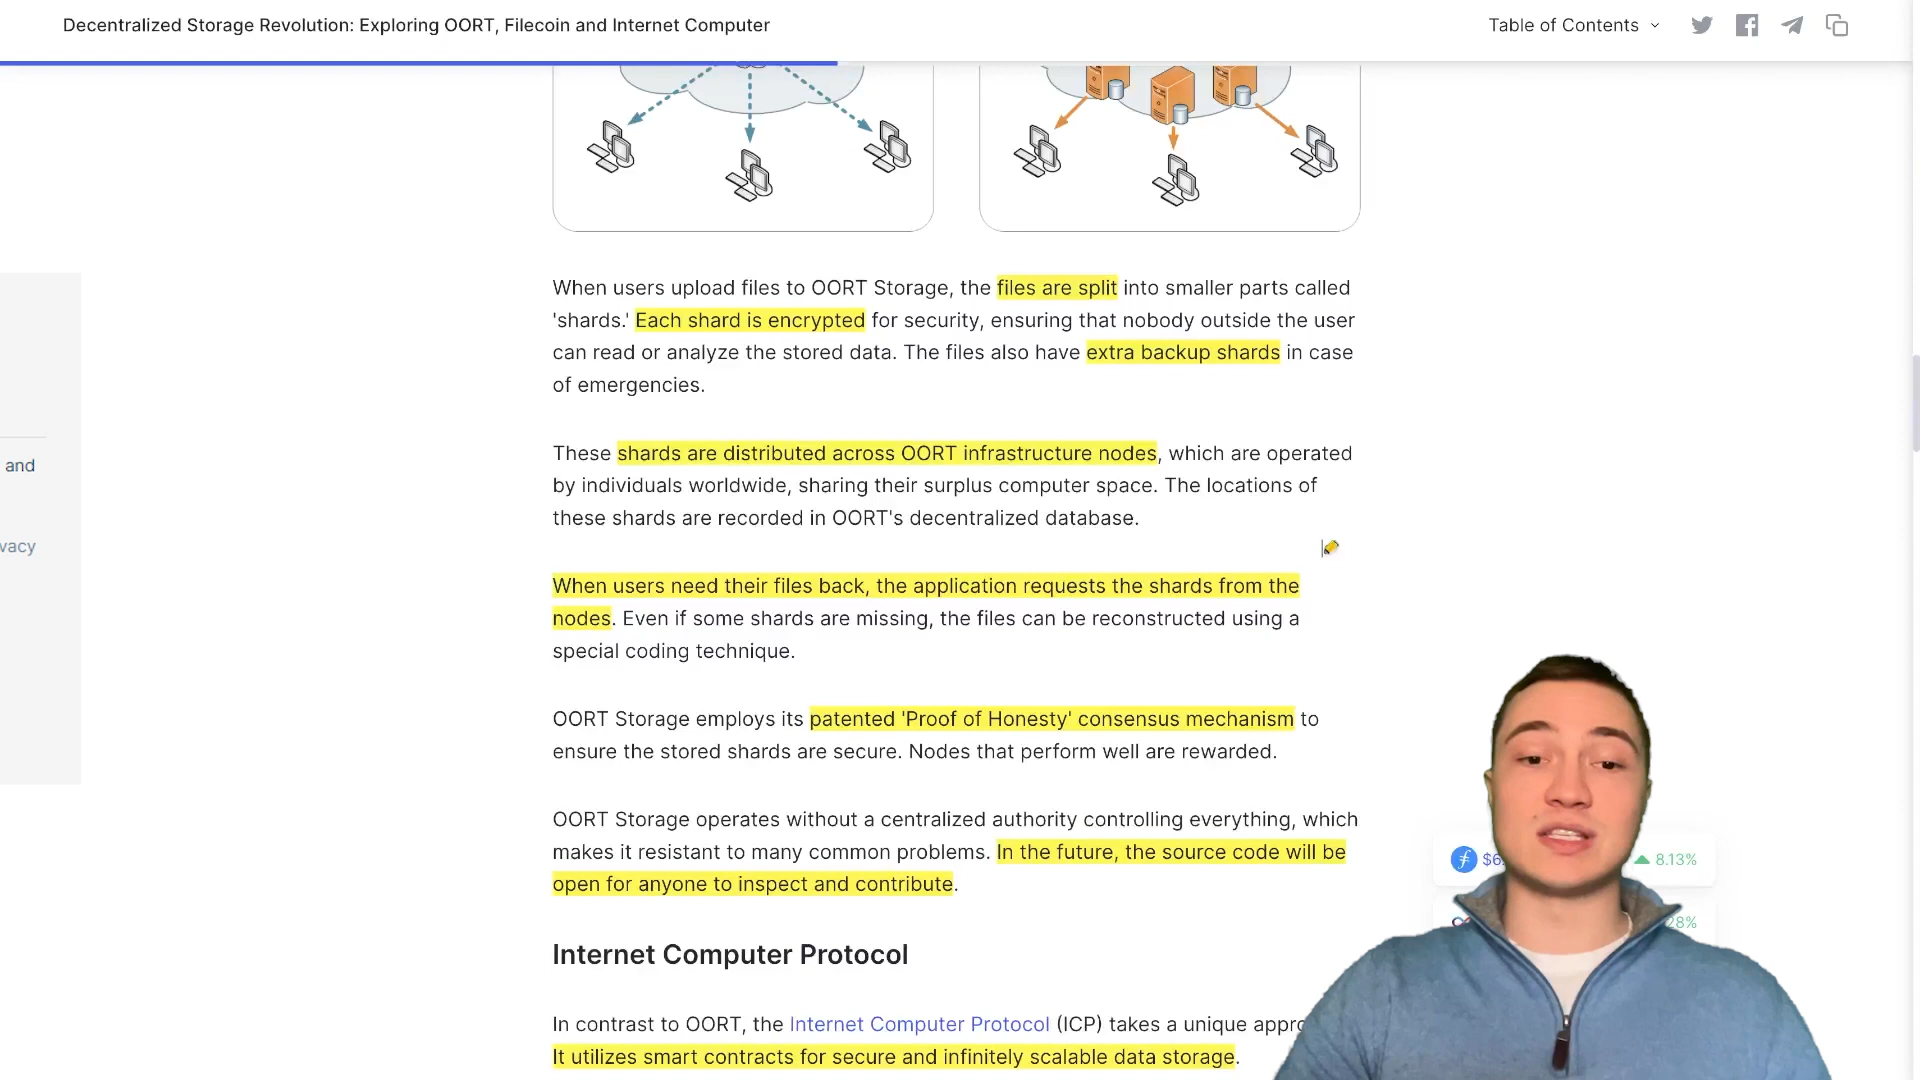 Decentralized Storage Revolution: Exploring OORT, Filecoin and Internet Computer
Table of Contents
When users upload files to OORT Storage, the files are split into smaller parts called
'shards.' Each shard is encrypted for security, ensuring that nobody outside the user
can read or analyze the stored data. The files also have extra backup shards in case
of emergencies.
and
These shards are distributed across OORT infrastructure nodes, which are operated
by individuals worldwide, sharing their surplus computer space. The locations of
these shards are recorded in OORT's decentralized database.
vacy
When users need their files back, the application requests the shards from the
nodes. Even if some shards are missing, the files can be reconstructed using a
special coding technique.
OORT Storage employs its patented 'Proof of Honesty' consensus mechanism to
ensure the stored shards are secure. Nodes that perform well are rewarded.
OORT Storage operates without a centralized authority controlling everything, which
makes it resistant to many common problems. In the future, the source code will be
open for anyone to inspect and contribute.
$6 8.13%
28%
Internet Computer Protocol
In contrast to OORT, the Internet Computer Protocol (ICP) takes a unique appro
It utilizes smart contracts for secure and infinitely scalable data storage.